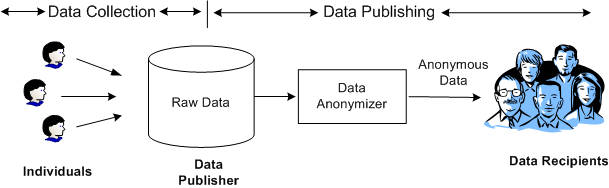 Data Collection
Data Publishing
Raw Data
Data
Anonymizer
Anonymous
Data
Individuals
Data
Publisher
Data Recipients